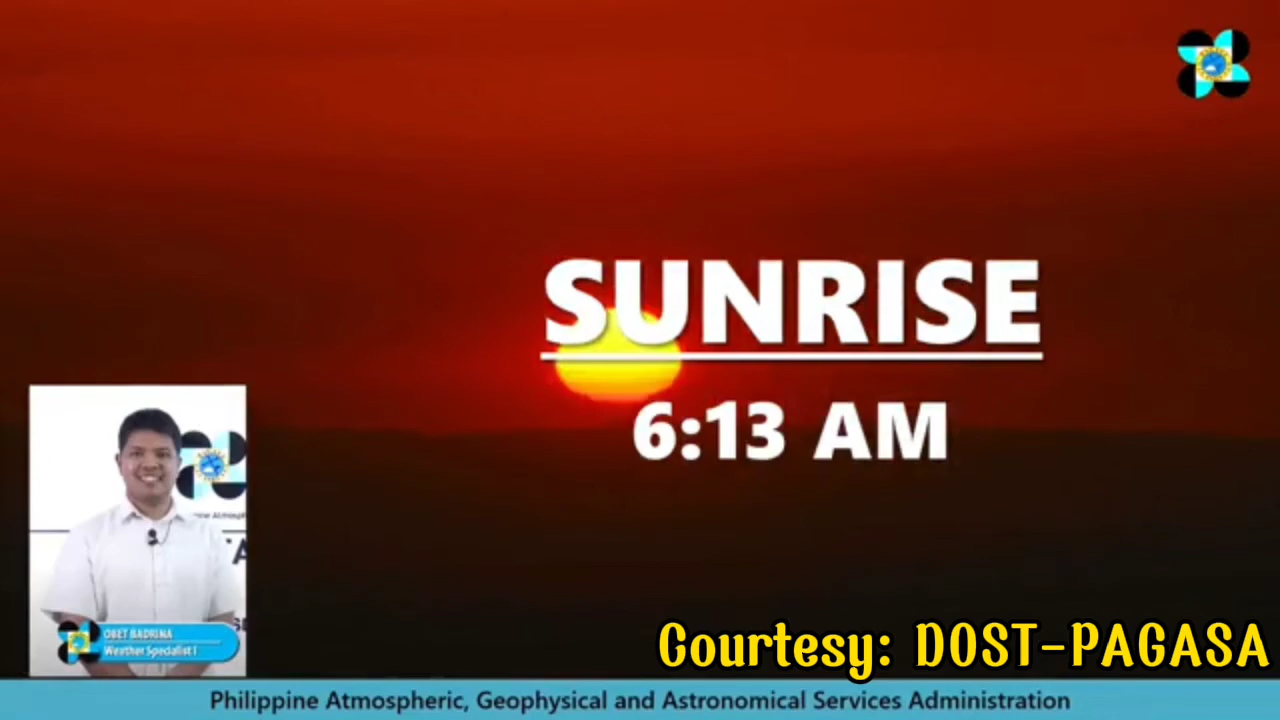 SUNRISE
6:13 AM
OBET BADRINA
Weather Specialist I
Courtesy: DOST-PAGASA
Philippine Atmospheric, Geophysical and Astronomical Services Administration